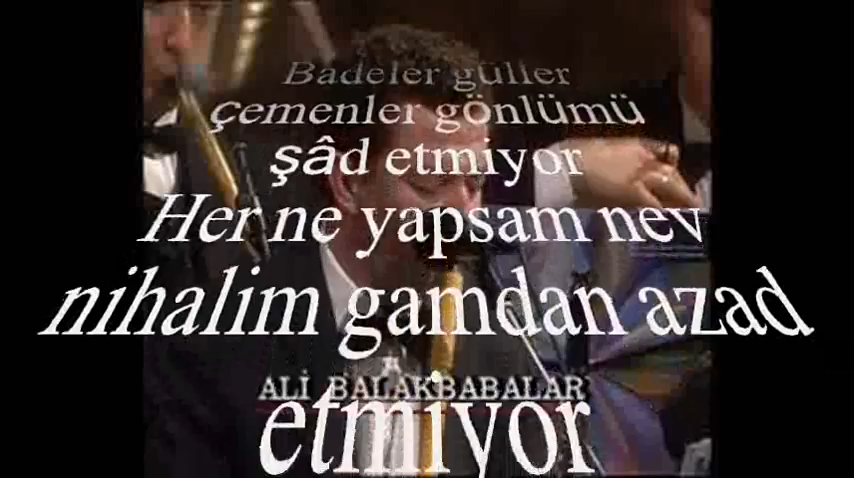 Badeler güller
çemenler gönlümü
şâd etmiyor
Her ne yapsam nev
nihalim gamdan azad
ALİ BALAKBABALAR
etmiyor